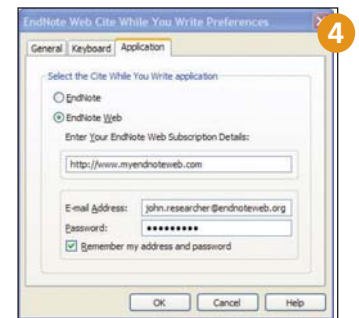 EndNote Web Cite While You Write Preferences
4
General Keyboard Application
Select the Cite While You Write application
EndNote
EndNote Web
Enter Your EndNote Web Subscription Details:
http://www.myendnoteweb.com
E-mail Address: john.researcher@endnoteweb.org
Password: •••••••••
Remember my address and password
OK Cancel Help